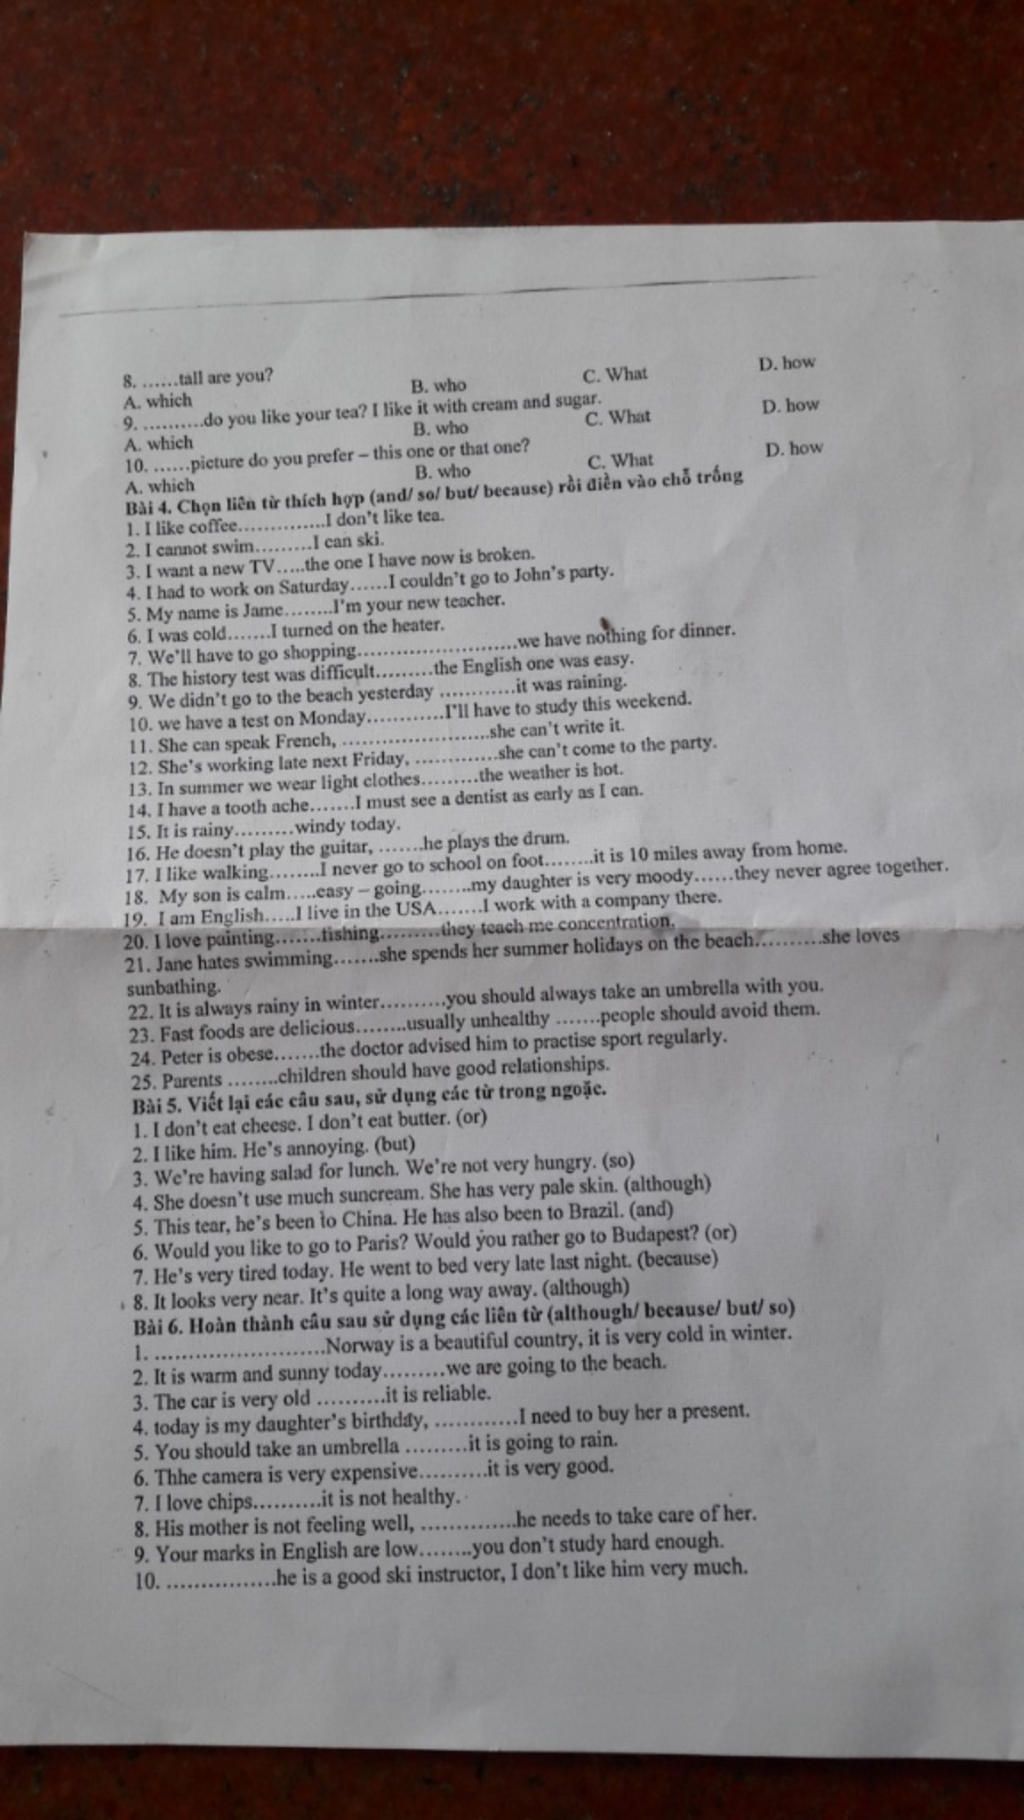 8. ......tall are you?
A. which B. who C. What D. how
9. ..........do you like your tea? I like it with cream and sugar.
A. which B. who C. What D. how
10. ......picture do you prefer – this one or that one?
A. which B. who C. What D. how
Bài 4. Chọn liên từ thích hợp (and/ so/ but/ because) rồi điền vào chỗ trống
1. I like coffee...............I don't like tea.
2. I cannot swim.........I can ski.
3. I want a new TV.....the one I have now is broken.
4. I had to work on Saturday......I couldn't go to John's party.
5. My name is Jame........I'm your new teacher.
6. I was cold.......I turned on the heater.
7. We'll have to go shopping..........................we have nothing for dinner.
8. The history test was difficult.........the English one was easy.
9. We didn't go to the beach yesterday ............it was raining.
10. we have a test on Monday............I'll have to study this weekend.
11. She can speak French, ........................she can't write it.
12. She's working late next Friday, .............she can't come to the party.
13. In summer we wear light clothes.........the weather is hot.
14. I have a tooth ache.......I must see a dentist as early as I can.
15. It is rainy.........windy today.
16. He doesn't play the guitar, .......he plays the drum.
17. I like walking........I never go to school on foot........it is 10 miles away from home.
18. My son is calm.....easy – going........my daughter is very moody......they never agree together.
19. I am English.....I live in the USA.......I work with a company there.
20. I love painting.......fishing.........they teach me concentration.
21. Jane hates swimming.......she spends her summer holidays on the beach..........she loves
sunbathing.
22. It is always rainy in winter..........you should always take an umbrella with you.
23. Fast foods are delicious........usually unhealthy .......people should avoid them.
24. Peter is obese.......the doctor advised him to practise sport regularly.
25. Parents ........children should have good relationships.
Bài 5. Viết lại các câu sau, sử dụng các từ trong ngoặc.
1. I don't eat cheese. I don't eat butter. (or)
2. I like him. He's annoying. (but)
3. We're having salad for lunch. We're not very hungry. (so)
4. She doesn't use much suncream. She has very pale skin. (although)
5. This tear, he's been to China. He has also been to Brazil. (and)
6. Would you like to go to Paris? Would you rather go to Budapest? (or)
7. He's very tired today. He went to bed very late last night. (because)
8. It looks very near. It's quite a long way away. (although)
Bài 6. Hoàn thành câu sau sử dụng các liên từ (although/ because/ but/ so)
1. ............................Norway is a beautiful country, it is very cold in winter.
2. It is warm and sunny today.........we are going to the beach.
3. The car is very old ..........it is reliable.
4. today is my daughter's birthday, ............I need to buy her a present.
5. You should take an umbrella .........it is going to rain.
6. Thhe camera is very expensive..........it is very good.
7. I love chips..........it is not healthy.
8. His mother is not feeling well, ..............he needs to take care of her.
9. Your marks in English are low........you don't study hard enough.
10. ................he is a good ski instructor, I don't like him very much.